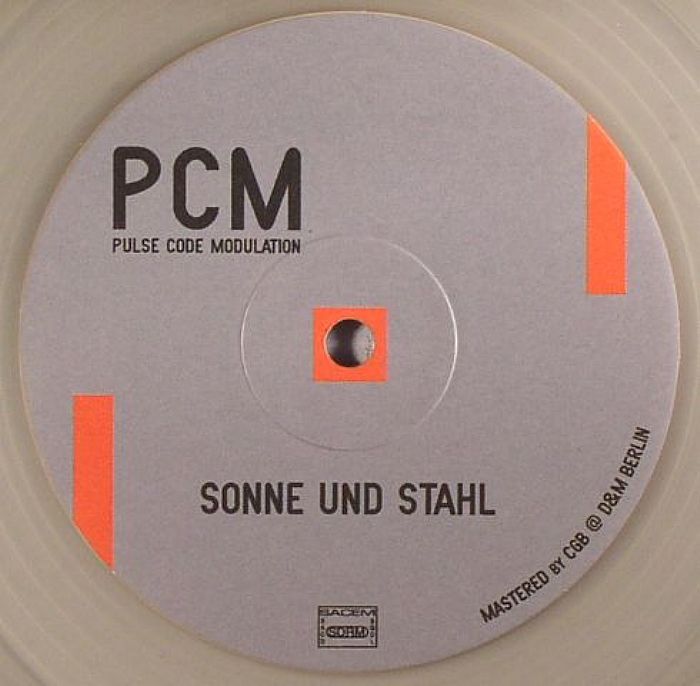 PCM
PULSE CODE MODULATION
SONNE UND STAHL
MASTERED BY CGB @ D&M BERLIN
SACEM
SDRM